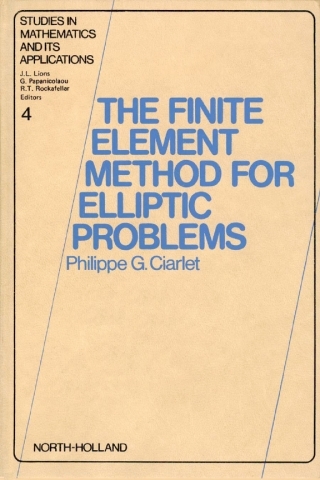 STUDIES IN
MATHEMATICS
AND ITS
APPLICATIONS
J.L. Lions
G. Papanicolaou
R.T. Rockafellar
Editors
4
THE FINITE
ELEMENT
METHOD FOR
ELLIPTIC
PROBLEMS
Philippe G. Ciarlet
NORTH-HOLLAND